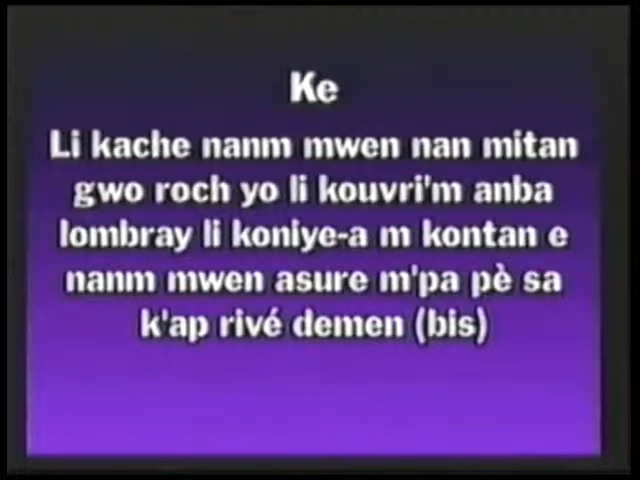 Ke
Li kache nanm mwen nan mitan
gwo roch yo li kouvri'm anba
lombray li koniye-a m kontan e
nanm mwen asure m'pa pè sa
k'ap rivé demen (bis)